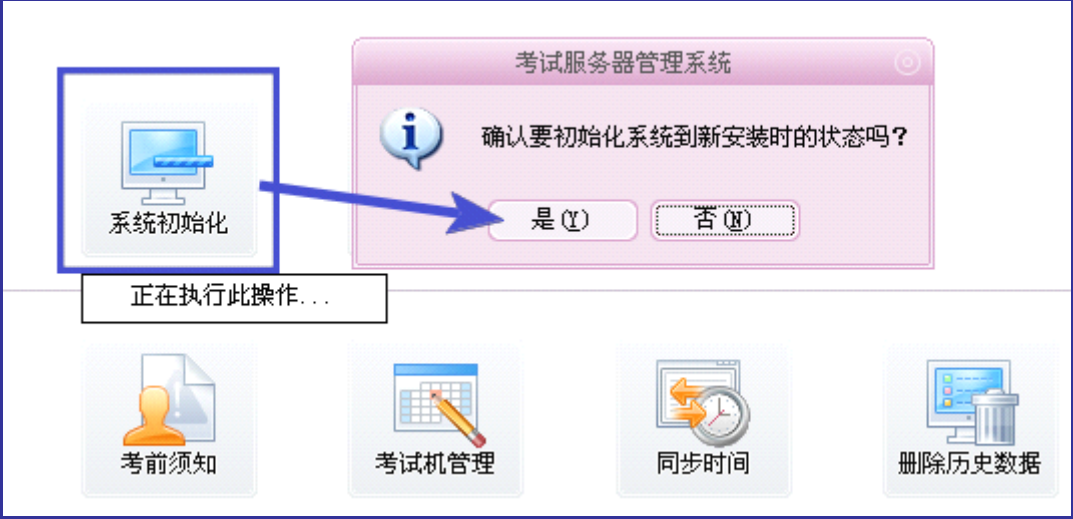 考试服务器管理系统
确认要初始化系统到新安装时的状态吗?
是(Y)
否(N)
系统初始化
正在执行此操作...
考前须知
考试机管理
同步时间
删除历史数据